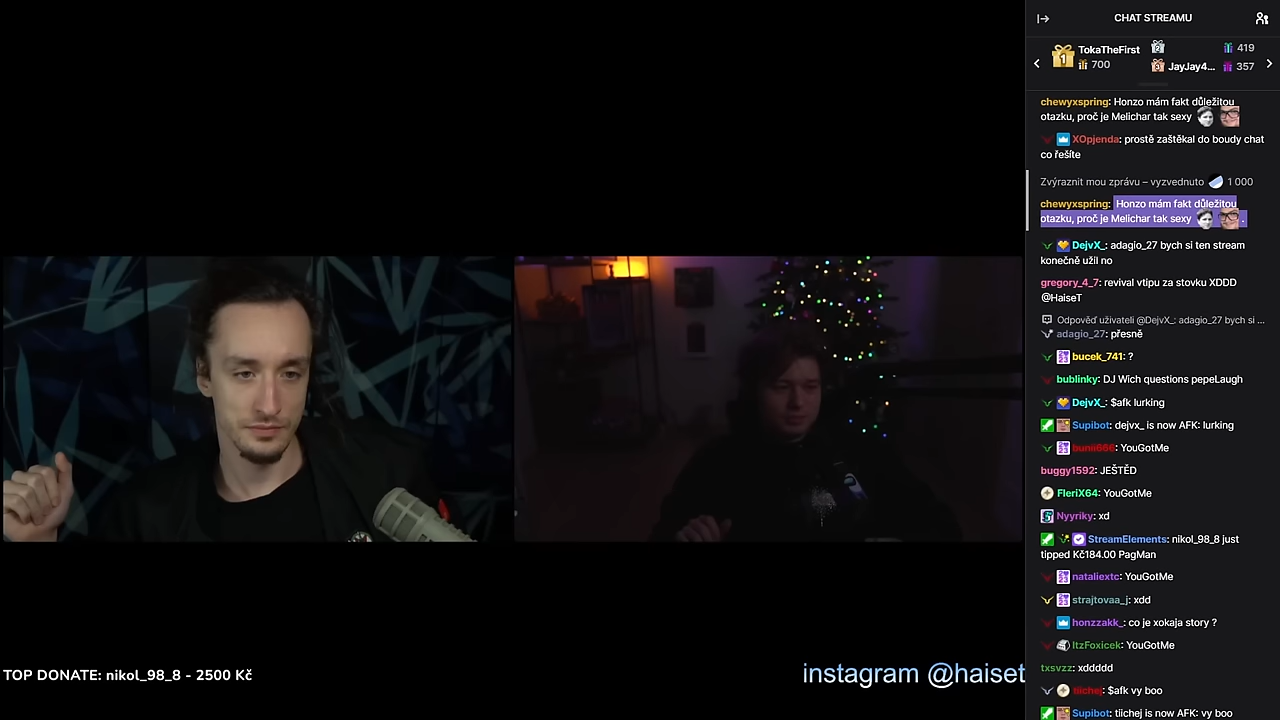 CHAT STREAMU
TokaTheFirst
700
419
JayJay4...
357
chewyxspring: Honzo mám fakt důležitou
otazku, proč je Melichar tak sexy
XOpjenda: prostě zaštěkal do boudy chat
co řešíte
Zvýraznit mou zprávu – vyzvednuto 1 000
chewyxspring: Honzo mám fakt důležitou
otazku, proč je Melichar tak sexy .
DejvX_: adagio_27 bych si ten stream
konečně užil no
gregory_4_7: revival vtipu za stovku XDDD
@HaiseT
Odpověď uživateli @DejvX_: adagio_27 bych si ...
adagio_27: přesně
bucek_741: ?
bublinky: DJ Wich questions pepeLaugh
DejvX_: $afk lurking
Supibot: dejvx_ is now AFK: lurking
bunii666: YouGotMe
buggy1592: JEŠTĚD
FleriX64: YouGotMe
Nyyriky: xd
StreamElements: nikol_98_8 just
tipped Kč184.00 PagMan
nataliextc: YouGotMe
strajtovaa_j: xdd
honzzakk_: co je xokaja story ?
ItzFoxicek: YouGotMe
txsvzz: xddddd
tiichej: $afk vy boo
Supibot: tiichej is now AFK: vy boo
TOP DONATE: nikol_98_8 - 2500 Kč
instagram @haiset